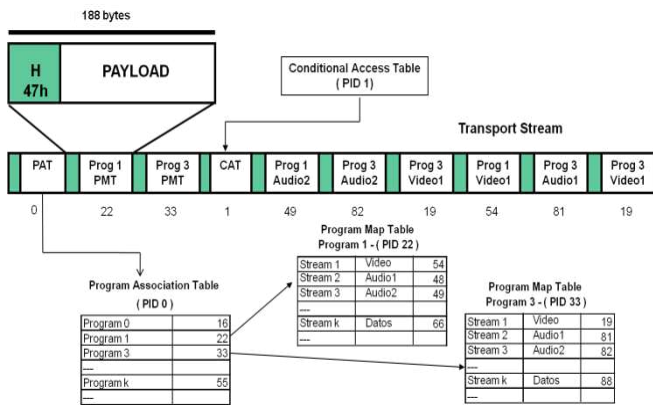 188 bytes
H
47h
PAYLOAD
Conditional Access Table
( PID 1)
Transport Stream
PAT
Prog 1
PMT
Prog 3
PMT
CAT
Prog 1
Audio2
Prog 3
Audio2
Prog 3
Video1
Prog 1
Video1
Prog 3
Audio1
Prog 3
Video1
0 22 33 1 49 82 19 54 81 19
Program Association Table
( PID 0 )
Program 0 16
Program 1 22
Program 3 33
---
Program k 55
---
Program Map Table
Program 1 - ( PID 22 )
Stream 1 Video 54
Stream 2 Audio1 48
Stream 3 Audio2 49
---
Stream k Datos 66
---
Program Map Table
Program 3 - ( PID 33 )
Stream 1 Video 19
Stream 2 Audio1 81
Stream 3 Audio2 82
---
Stream k Datos 88
---